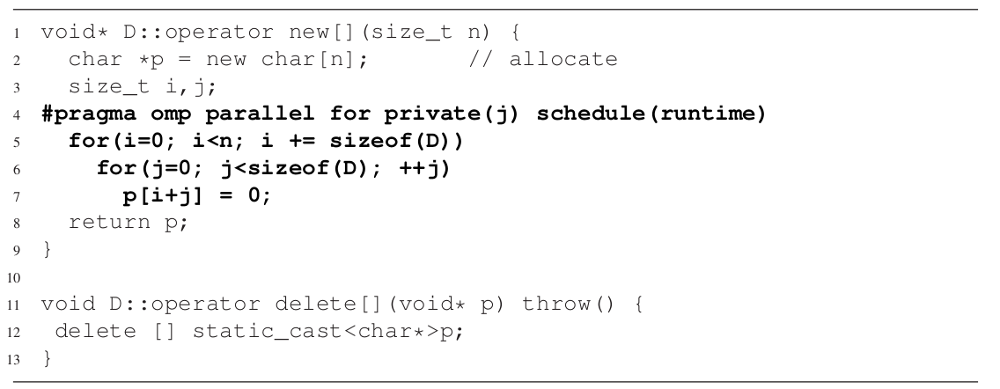 1 void* D::operator new[](size_t n) {
2   char *p = new char[n];       // allocate
3   size_t i,j;
4 #pragma omp parallel for private(j) schedule(runtime)
5   for(i=0; i<n; i += sizeof(D))
6     for(j=0; j<sizeof(D); ++j)
7       p[i+j] = 0;
8   return p;
9 }
10
11 void D::operator delete[](void* p) throw() {
12  delete [] static_cast<char*>p;
13 }